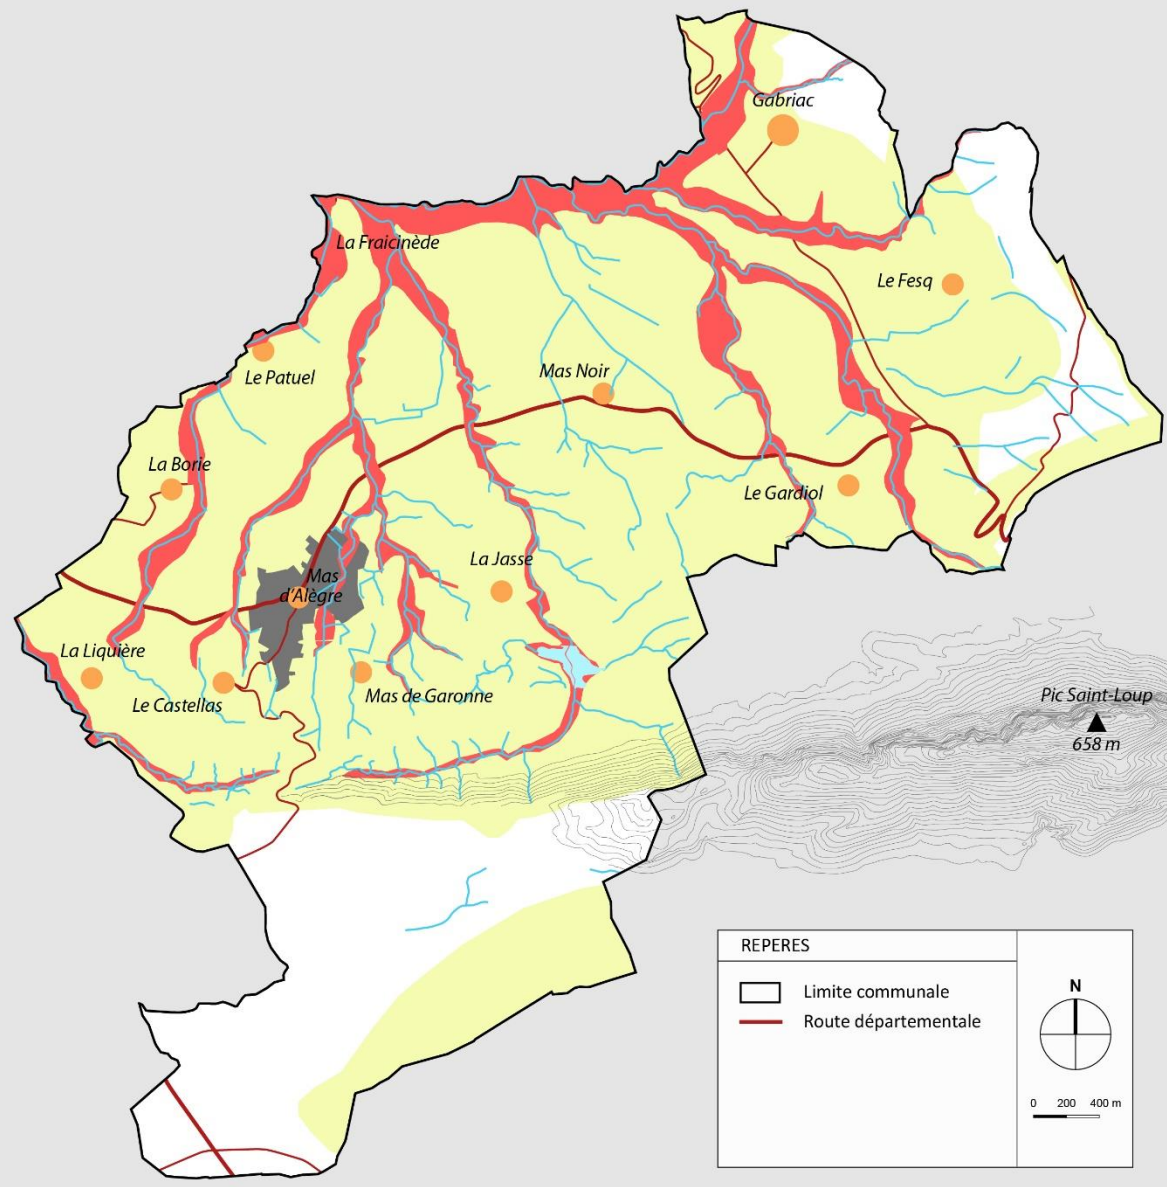 Gabriac
La Fraicinède
Le Fesq
Le Patuel
Mas Noir
La Borie
Le Gardiol
La Jasse
Mas
d'Alègre
La Liquière
Le Castellas
Mas de Garonne
Pic Saint-Loup
658 m
REPERES
Limite communale
Route départementale
N
0 200 400 m